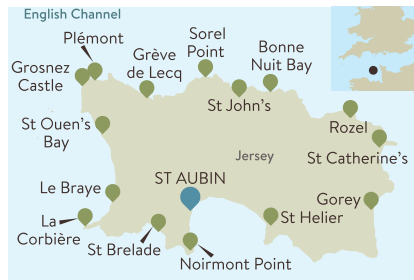 English Channel
Plémont
Sorel
Point
Bonne
Nuit Bay
Grève
de Lecq
Grosnez
Castle
St John's
Rozel
St Ouen's
Bay
Jersey
St Catherine's
ST AUBIN
Le Braye
Gorey
La
Corbière
St Helier
St Brelade
Noirmont Point